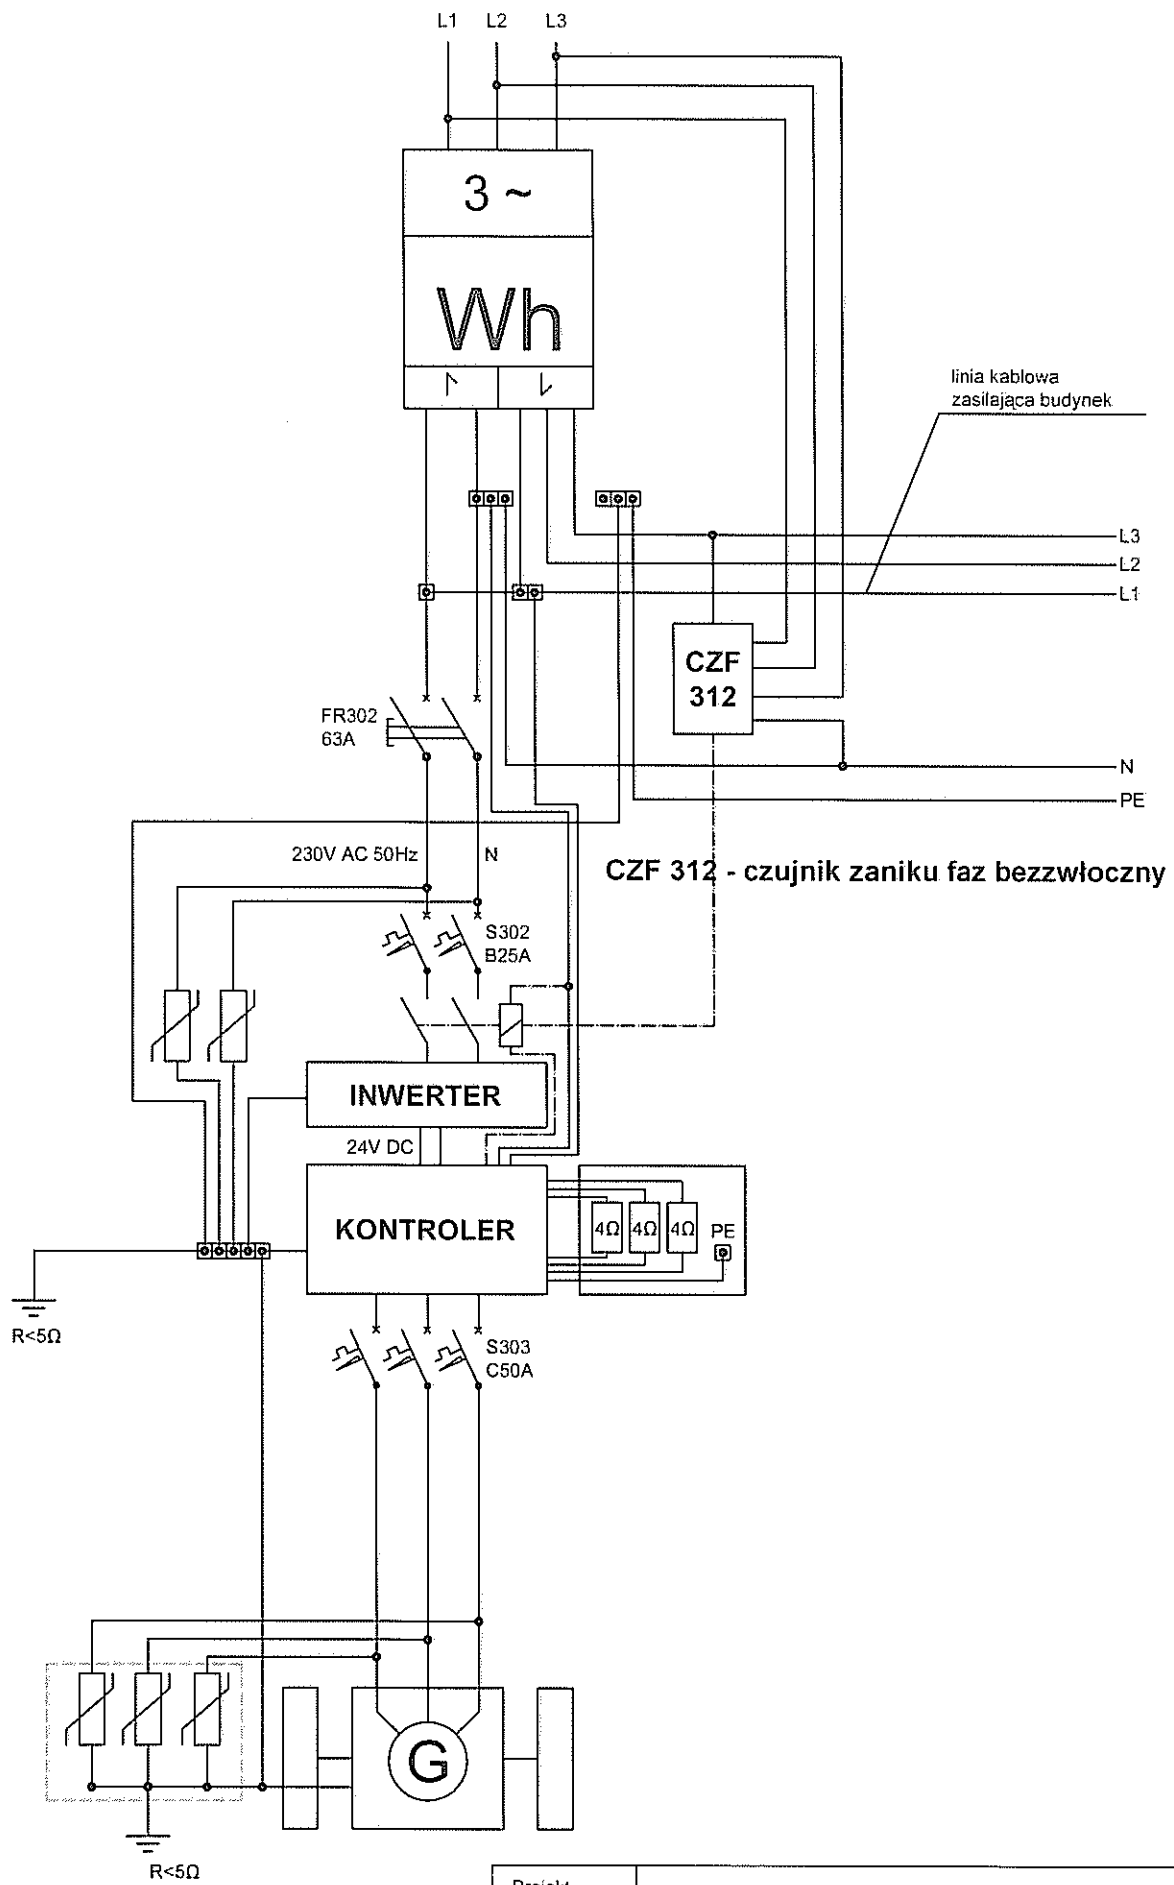 L1 L2 L3
3 ~
Wh
linia kablowa
zasilająca budynek
L3
L2
L1
CZF
312
FR302
63A
N
PE
230V AC 50Hz
N
CZF 312 - czujnik zaniku faz bezzwłoczny
S302
B25A
INWERTER
24V DC
KONTROLER
4Ω 4Ω 4Ω
PE
R<5Ω
S303
C50A
G
R<5Ω